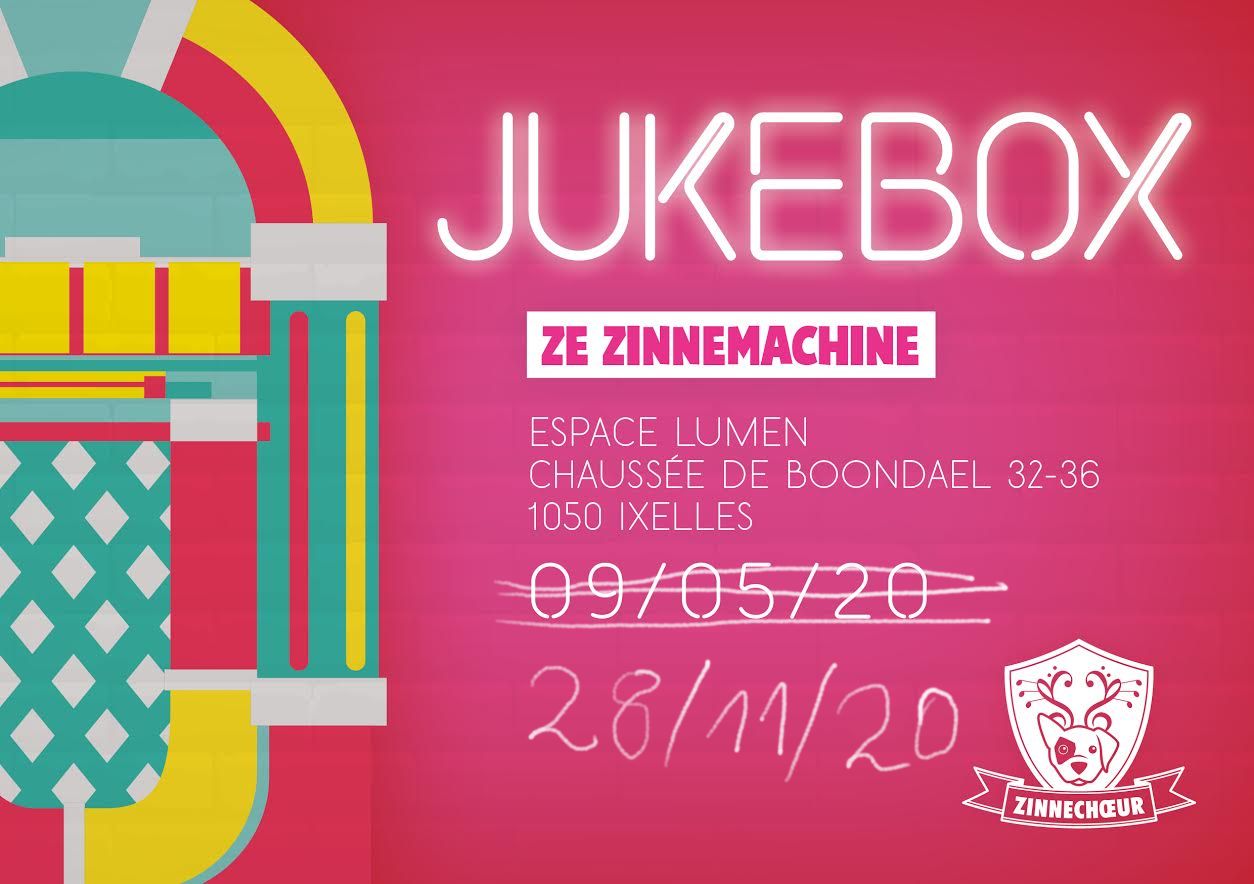 JUKEBOX
ZE ZINNEMACHINE
ESPACE LUMEN
CHAUSSÉE DE BOONDAEL 32-36
1050 IXELLES
09/05/20
28/11/20
ZINNECHŒUR